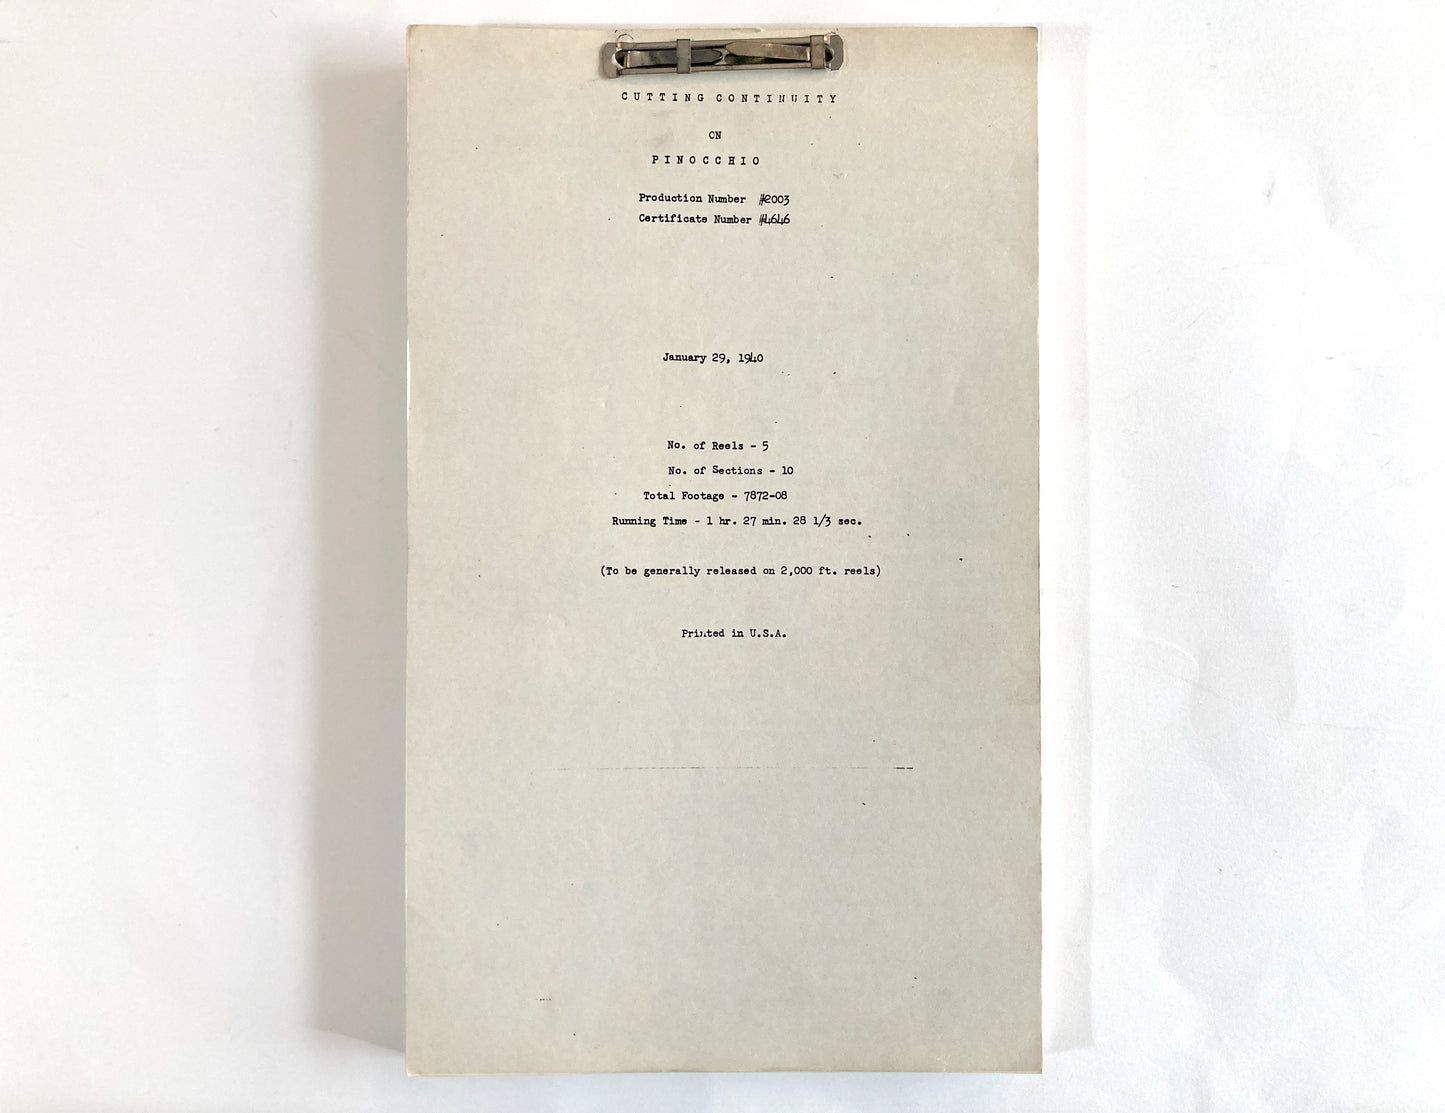 CUTTING CONTINUITY
ON
PINOCCHIO
Production Number #2003
Certificate Number #4646
January 29, 1940
No. of Reels - 5
No. of Sections - 10
Total Footage - 7872-08
Running Time - 1 hr. 27 min. 28 1/3 sec.
(To be generally released on 2,000 ft. reels)
Printed in U.S.A.